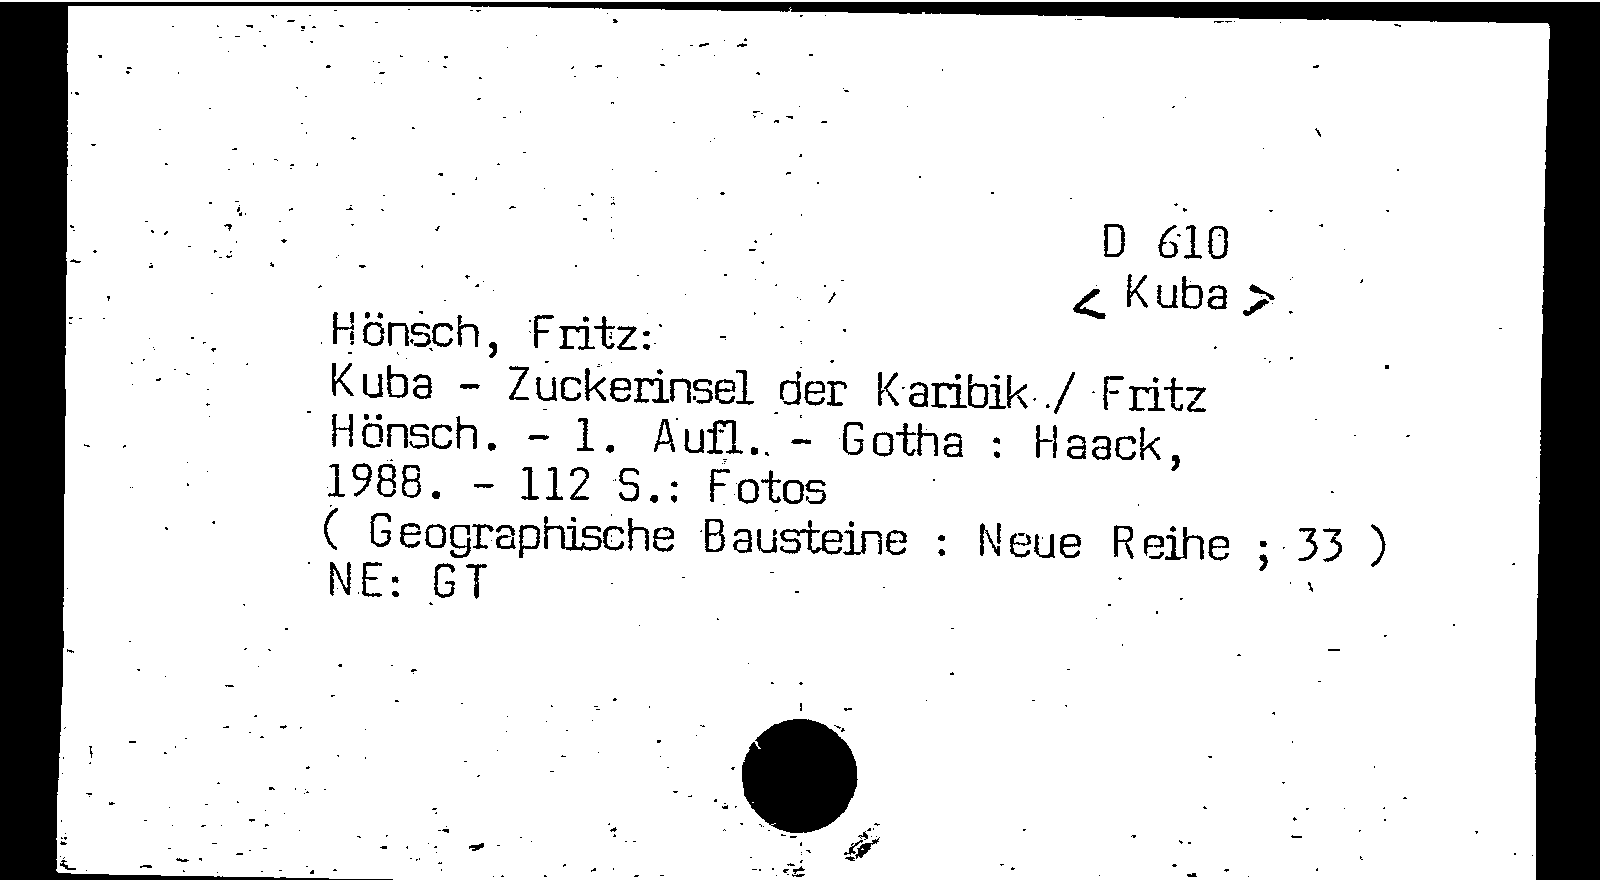 D 610
< Kuba >
Hönsch, Fritz:
Kuba - Zuckerinsel der Karibik / Fritz
Hönsch. - 1. Aufl. - Gotha : Haack,
1988. - 112 S.: Fotos
( Geographische Bausteine : Neue Reihe ; 33 )
NE: GT